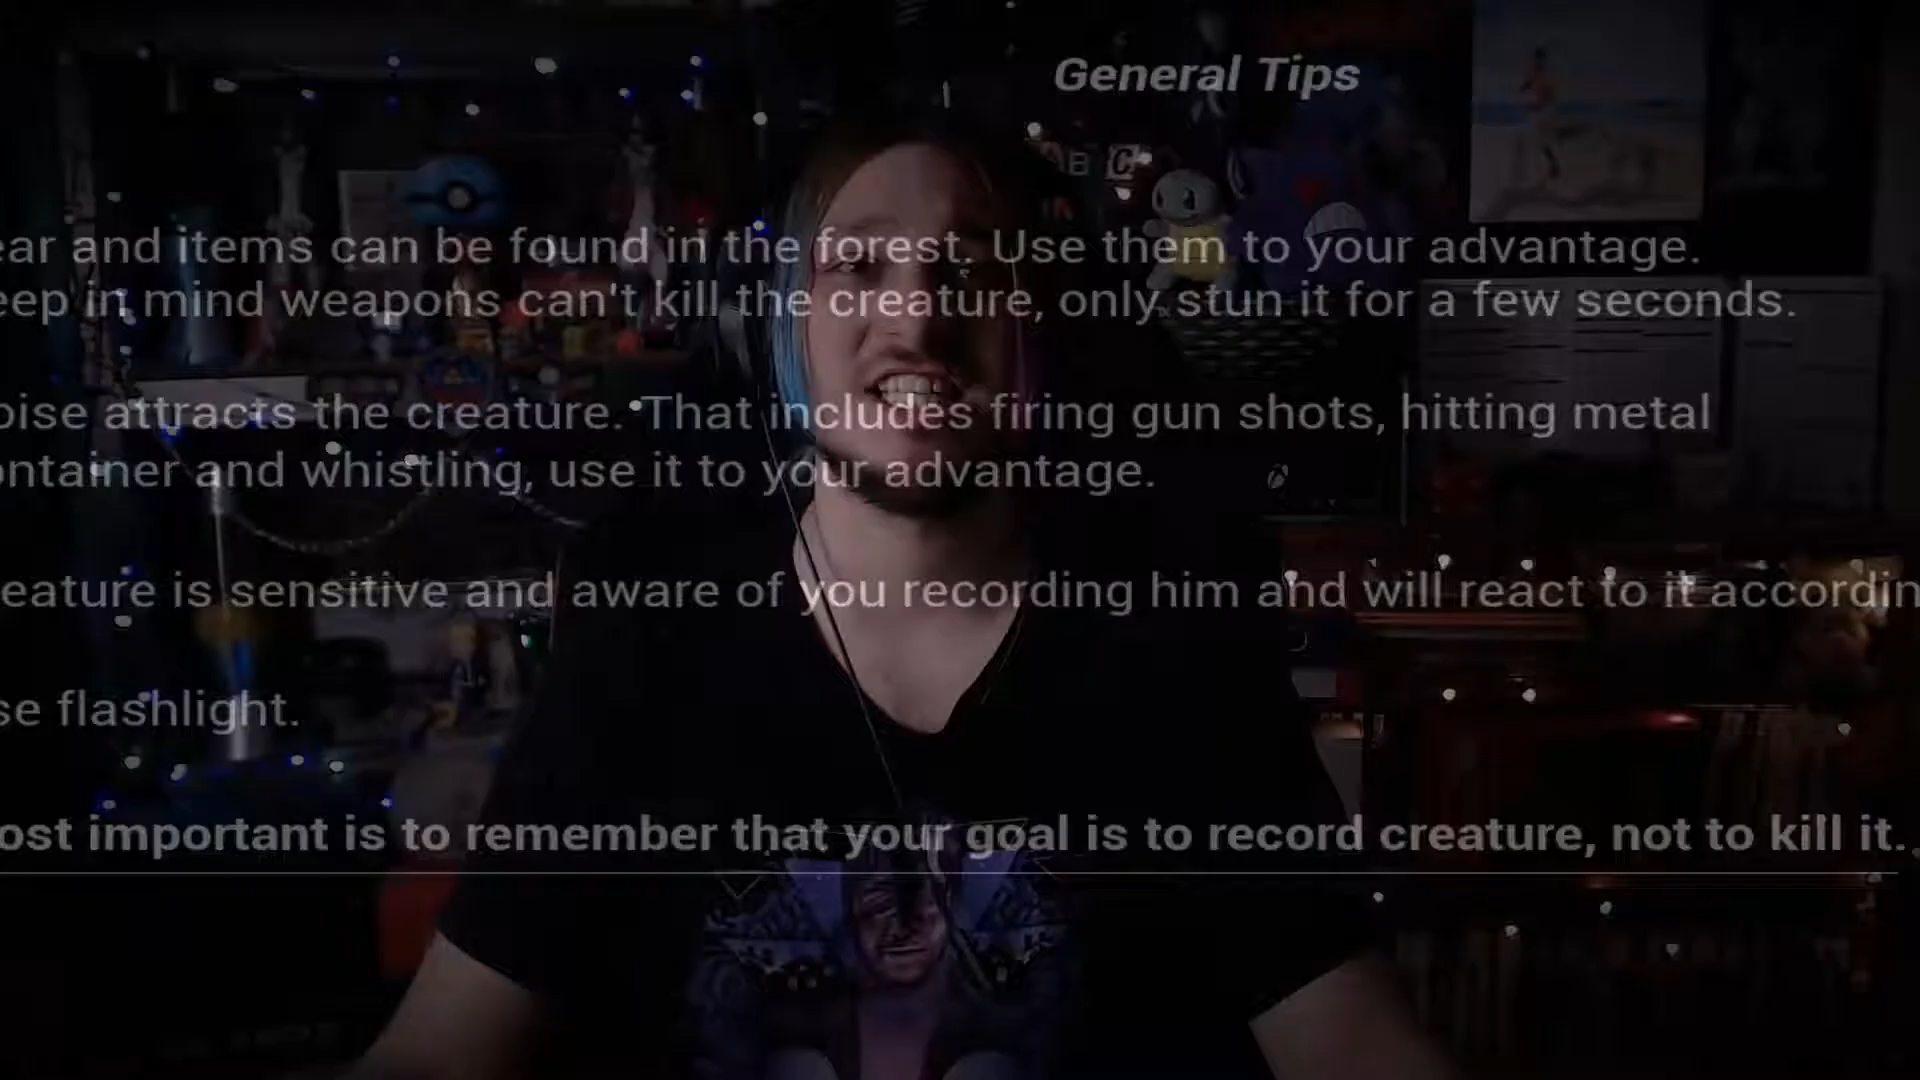 General Tips
ear and items can be found in the forest. Use them to your advantage.
eep in mind weapons can't kill the creature, only stun it for a few seconds.
oise attracts the creature. That includes firing gun shots, hitting metal
ontainer and whistling, use it to your advantage.
eature is sensitive and aware of you recording him and will react to it accordin
se flashlight.
ost important is to remember that your goal is to record creature, not to kill it.